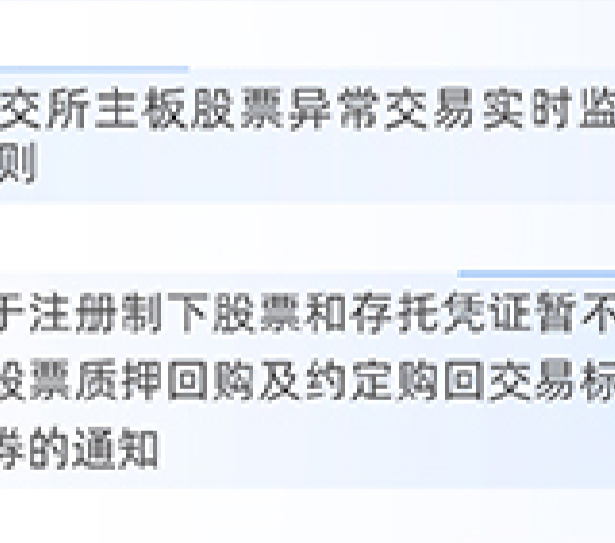 交所主板股票异常交易实时监
则
于注册制下股票和存托凭证暂不
股票质押回购及约定购回交易标
券的通知